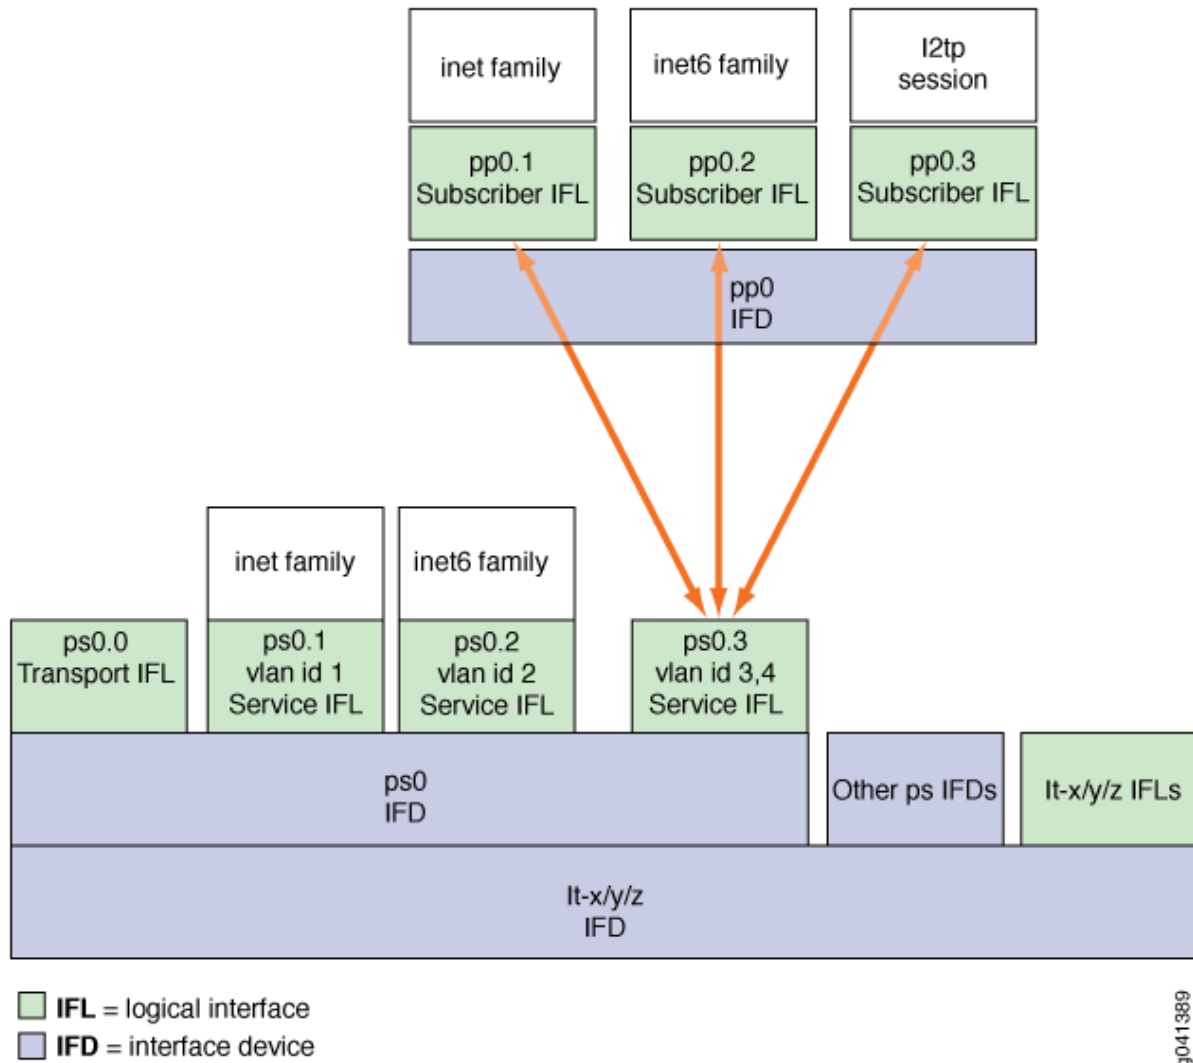 inet family
inet6 family
l2tp
session
pp0.1
Subscriber IFL
pp0.2
Subscriber IFL
pp0.3
Subscriber IFL
pp0
IFD
inet family
inet6 family
ps0.0
Transport IFL
ps0.1
vlan id 1
Service IFL
ps0.2
vlan id 2
Service IFL
ps0.3
vlan id 3,4
Service IFL
ps0
IFD
Other ps IFDs
lt-x/y/z IFLs
lt-x/y/z
IFD
IFL = logical interface
IFD = interface device
g041389